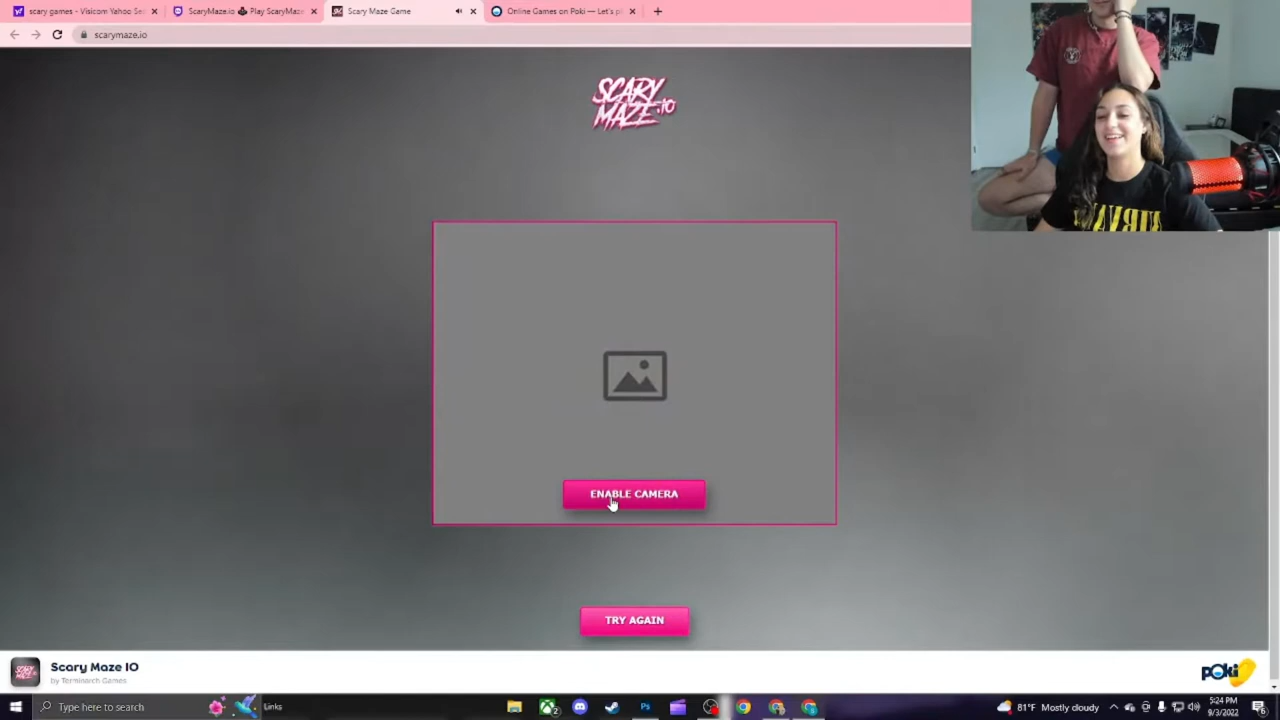 scary games - Visicom Yahoo Se
ScaryMaze.io
Play ScaryMaze
Scary Maze Game
Online Games on Poki — Let's pl
scarymaze.io
SCARY
MAZE.IO
ENABLE CAMERA
TRY AGAIN
Scary Maze IO
by Terminarch Games
poki
Type here to search
Links
2
81°F Mostly cloudy
5:24 PM
9/3/2022